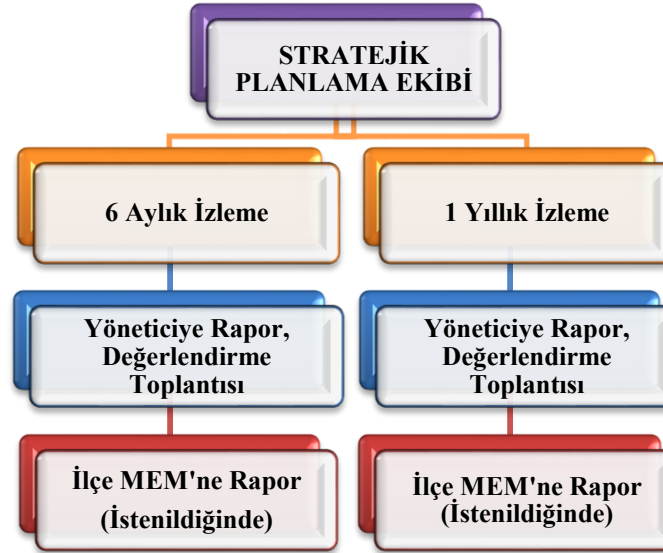 STRATEJİK
PLANLAMA EKİBİ
6 Aylık İzleme
1 Yıllık İzleme
Yöneticiye Rapor,
Değerlendirme
Toplantısı
Yöneticiye Rapor,
Değerlendirme
Toplantısı
İlçe MEM'ne Rapor
(İstenildiğinde)
İlçe MEM'ne Rapor
(İstenildiğinde)